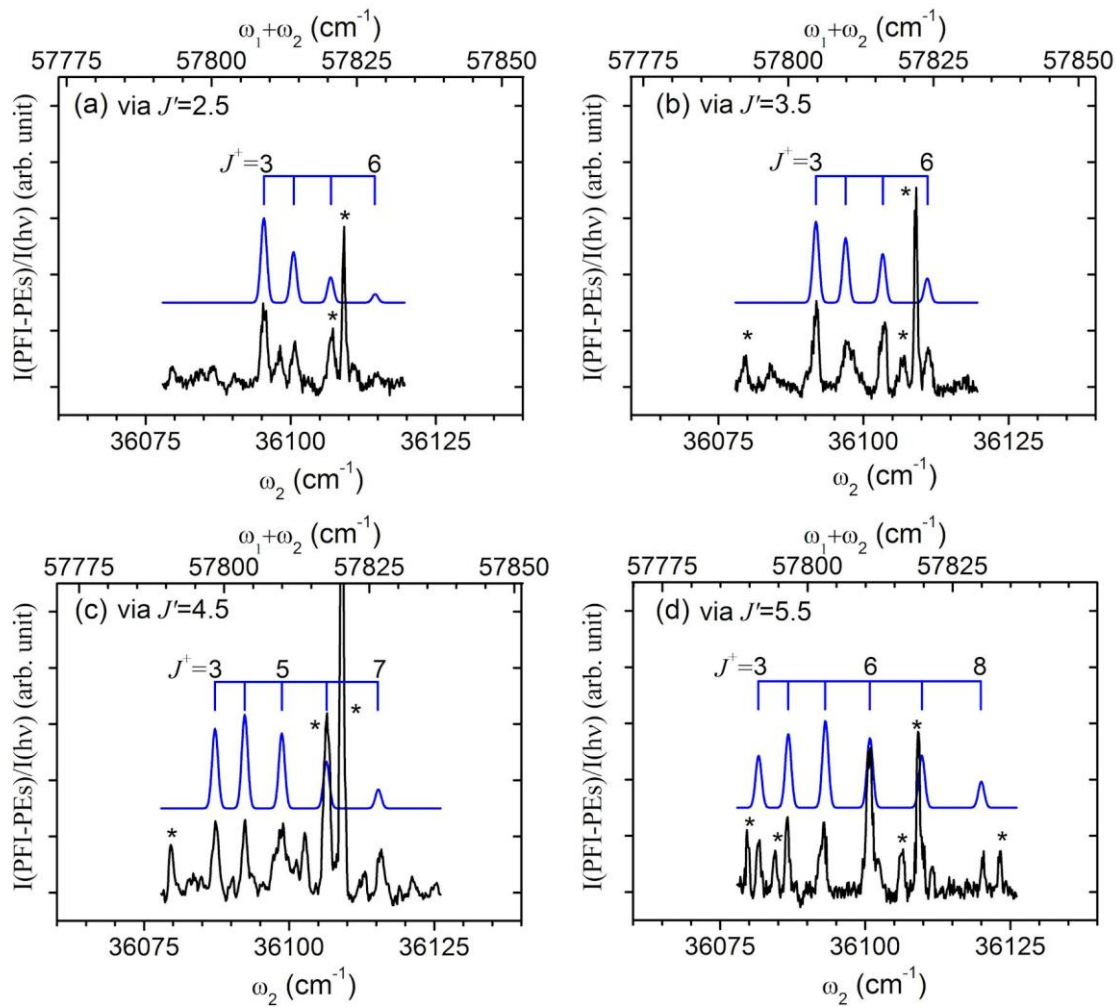 ω₁+ω₂ (cm⁻¹)
57775 57800 57825 57850
(a) via J'=2.5
J⁺=3 6
*
*
I(PFI-PEs)/I(hν) (arb. unit)
36075 36100 36125
ω₂ (cm⁻¹)
ω₁+ω₂ (cm⁻¹)
57775 57800 57825 57850
(b) via J'=3.5
J⁺=3 6
*
*
*
I(PFI-PEs)/I(hν) (arb. unit)
36075 36100 36125
ω₂ (cm⁻¹)
ω₁+ω₂ (cm⁻¹)
57775 57800 57825 57850
(c) via J'=4.5
J⁺=3 5 7
* *
*
I(PFI-PEs)/I(hν) (arb. unit)
36075 36100 36125
ω₂ (cm⁻¹)
ω₁+ω₂ (cm⁻¹)
57775 57800 57825 57850
(d) via J'=5.5
J⁺=3 6 8
*
* * * *
I(PFI-PEs)/I(hν) (arb. unit)
36075 36100 36125
ω₂ (cm⁻¹)